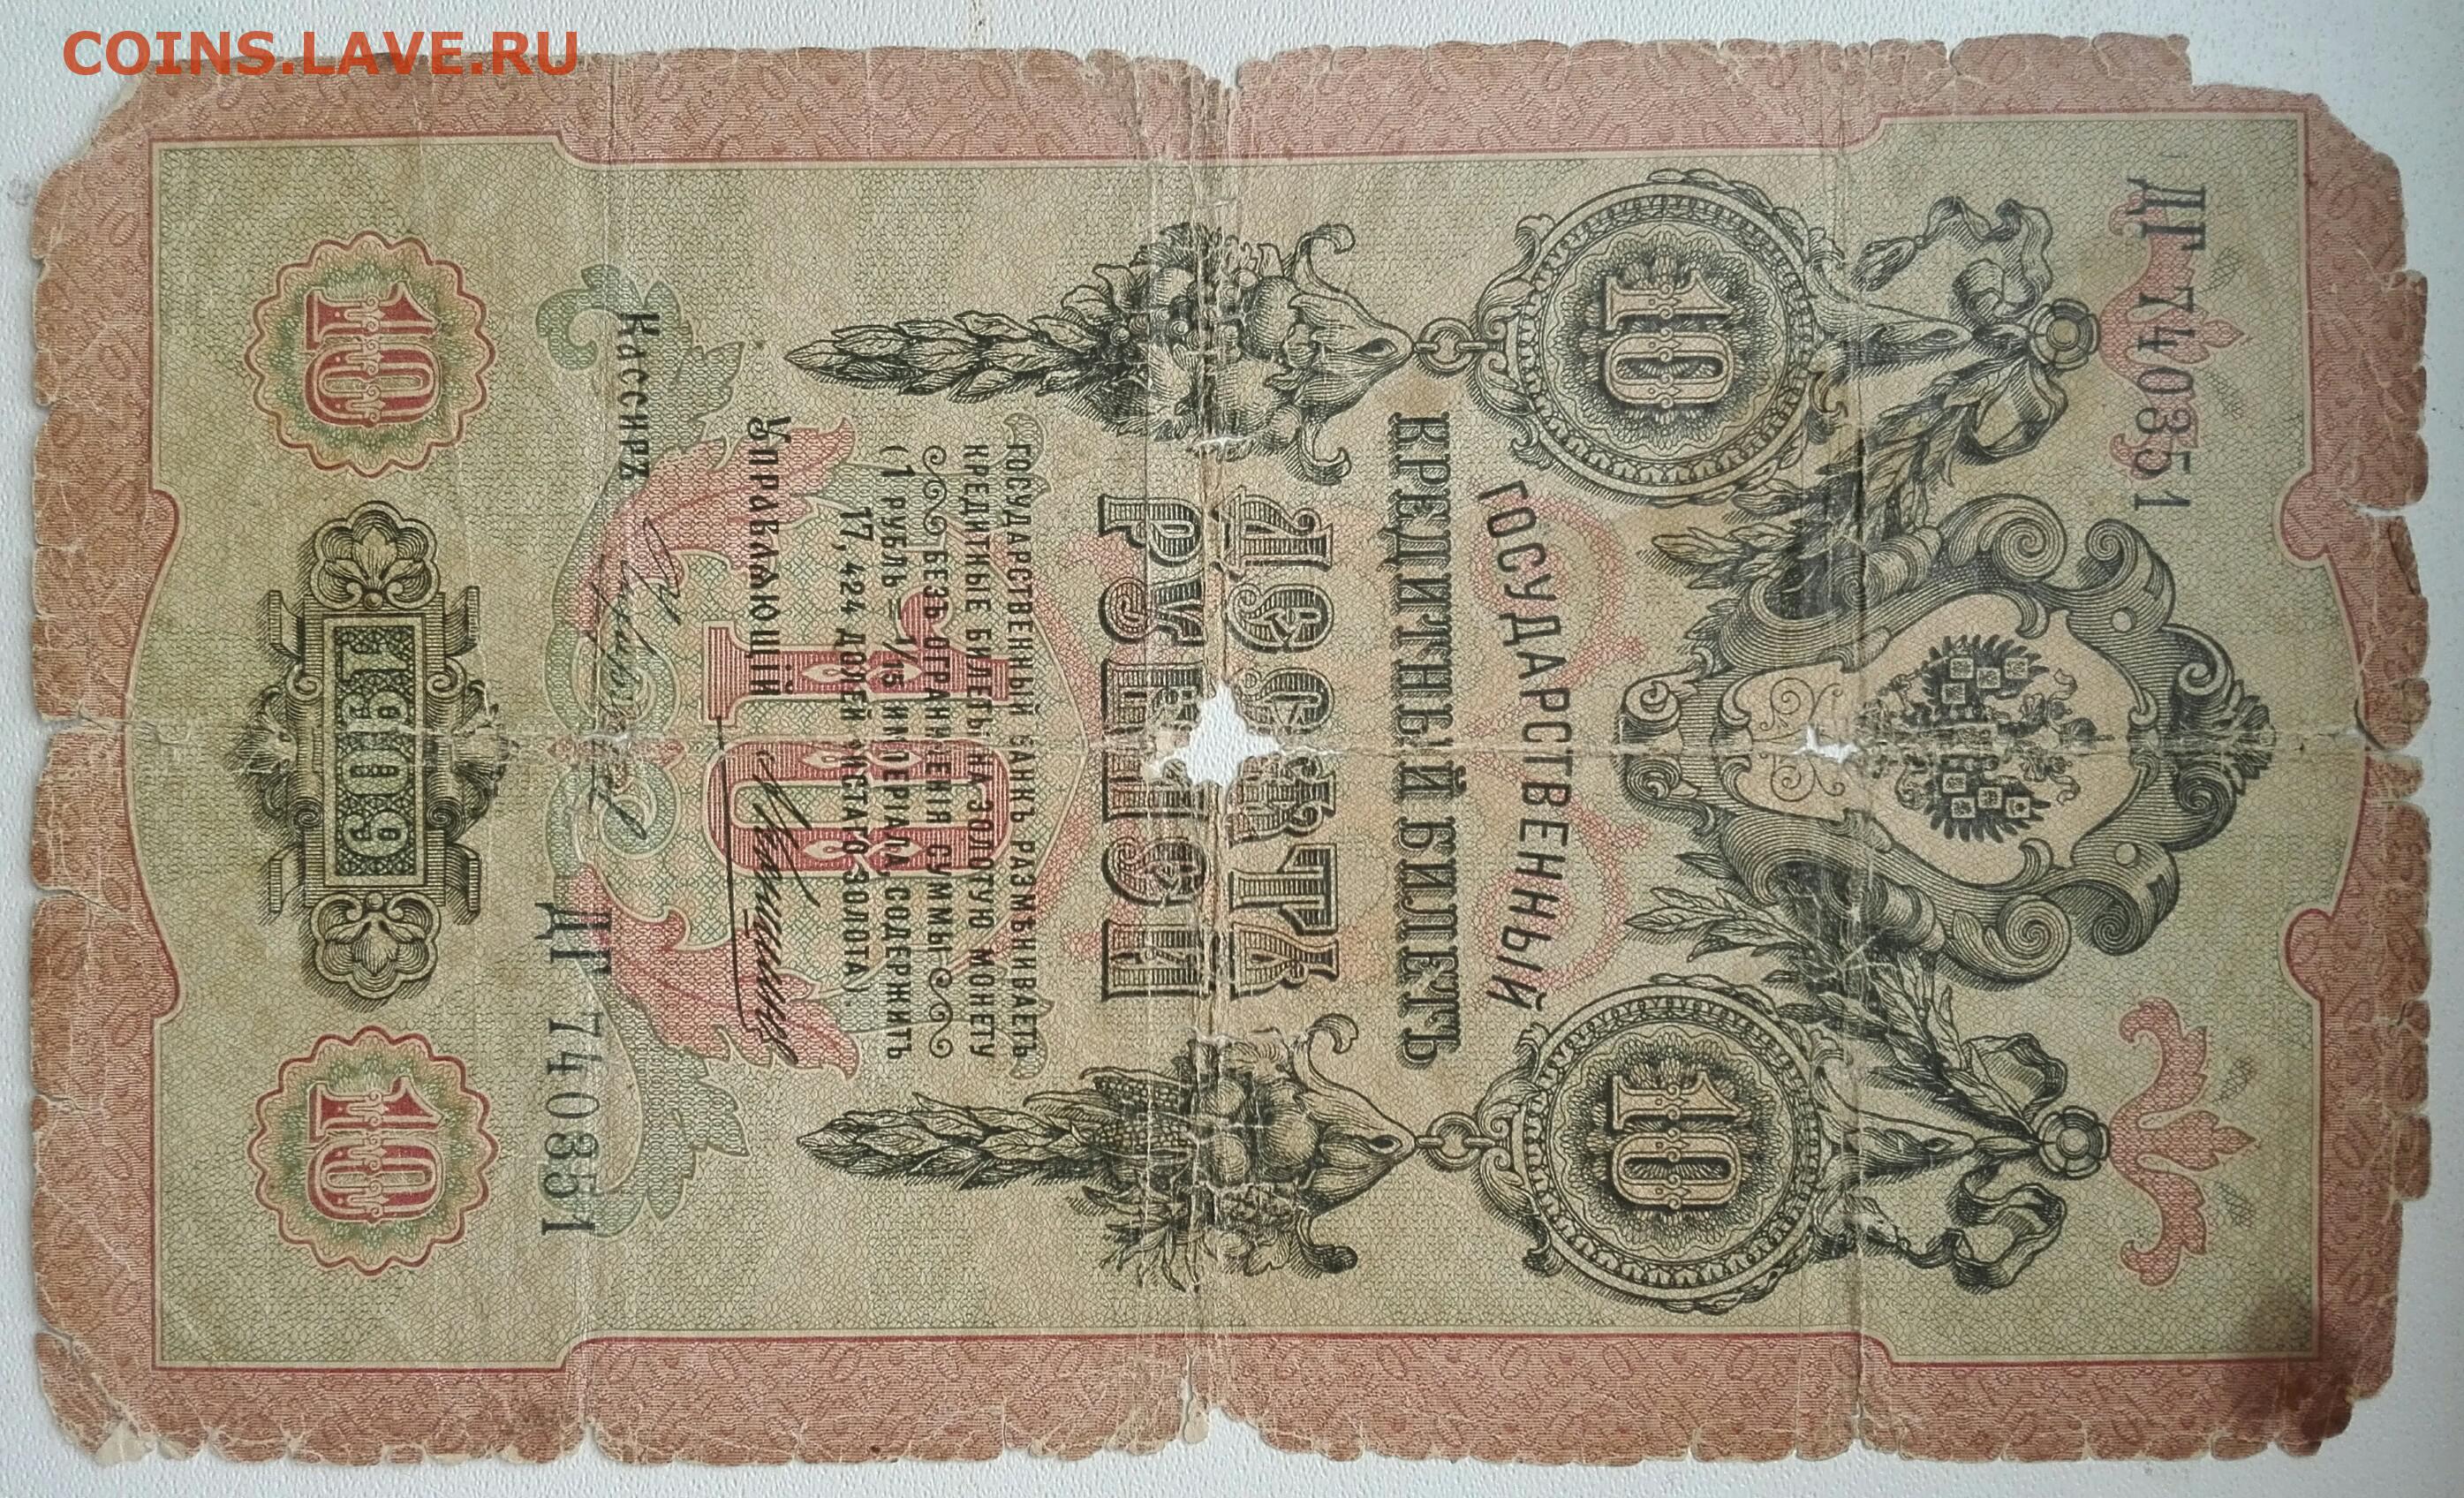 COINS.LAVE.RU
ДГ 740351
10
10
ГОСУДАРСТВЕННЫЙ
КРЕДИТНЫЙ БИЛЕТЪ
ДЕСЯТЬ
РУБЛЕЙ
ГОСУДАРСТВЕННЫЙ БАНКЪ РАЗМѢНИВАЕТЪ
КРЕДИТНЫЕ БИЛЕТЫ НА ЗОЛОТУЮ МОНЕТУ
БЕЗЪ ОГРАНИЧЕНІЯ СУММЫ
(1 РУБЛЬ = 1/15 ИМПЕРІАЛА, СОДЕРЖИТЪ
17,424 ДОЛЕЙ ЧИСТАГО ЗОЛОТА).
10
Управляющій
Кассиръ
ДГ 740351
10
1909
10